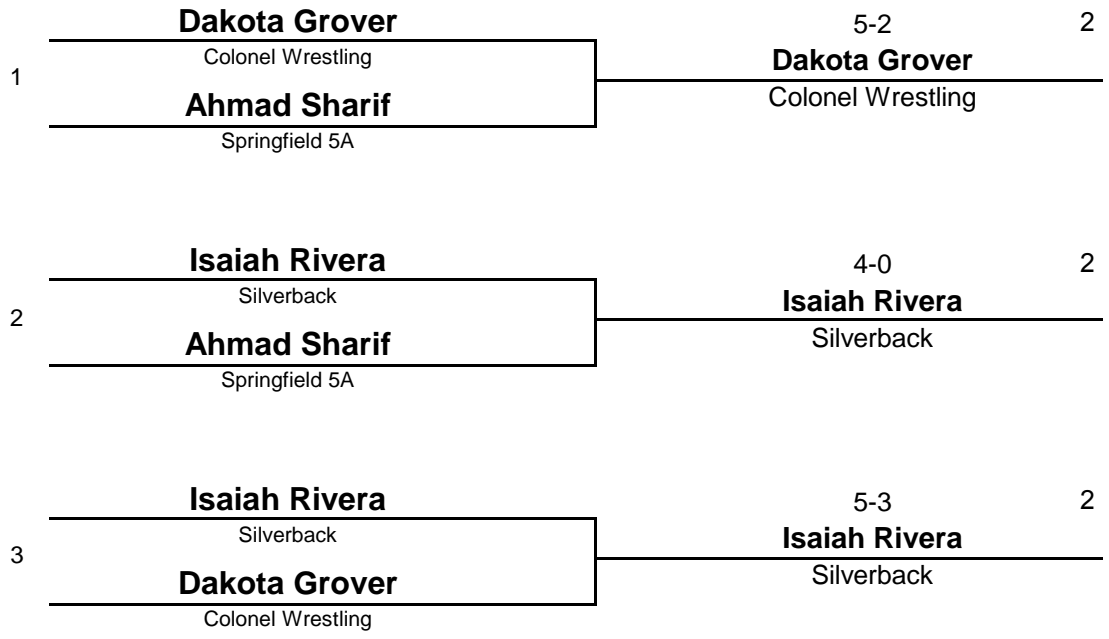 Dakota Grover
5-2
2
Colonel Wrestling
Dakota Grover
1
Ahmad Sharif
Colonel Wrestling
Springfield 5A
Isaiah Rivera
4-0
2
Silverback
Isaiah Rivera
2
Ahmad Sharif
Silverback
Springfield 5A
Isaiah Rivera
5-3
2
Silverback
Isaiah Rivera
3
Dakota Grover
Silverback
Colonel Wrestling